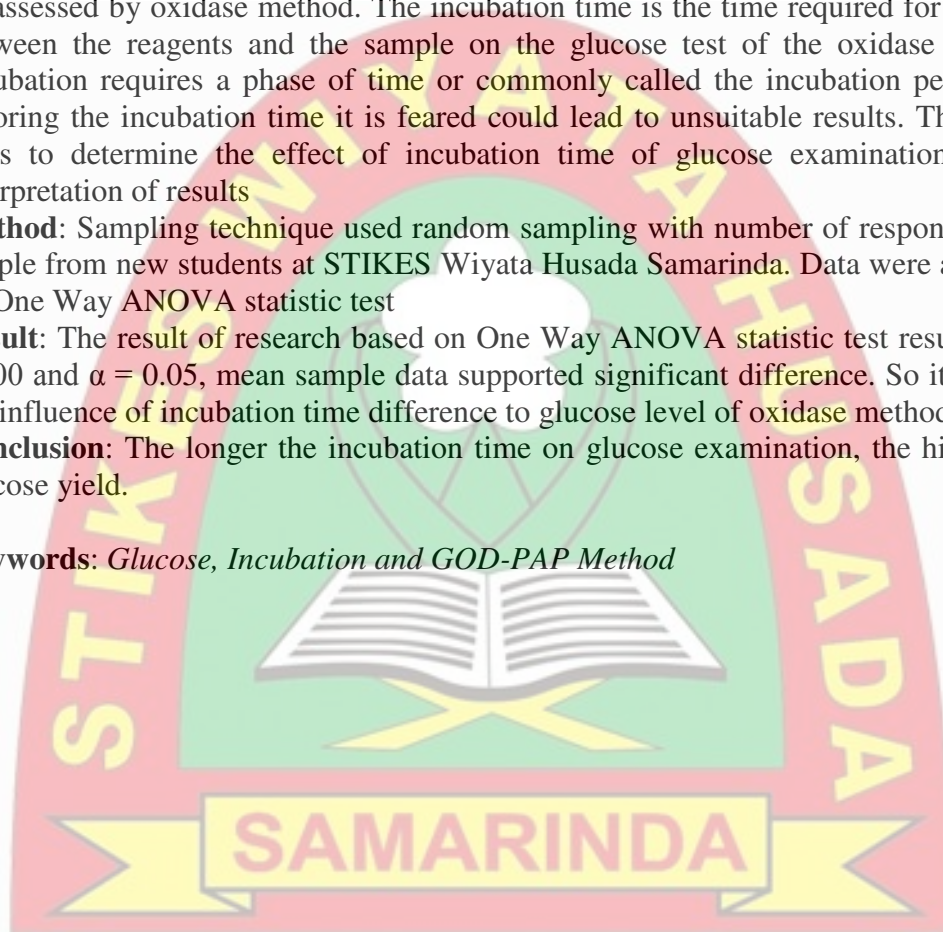 assessed by oxidase method. The incubation time is the time required for
ween the reagents and the sample on the glucose test of the oxidase
ubation requires a phase of time or commonly called the incubation pe
oring the incubation time it is feared could lead to unsuitable results. Th
s to determine the effect of incubation time of glucose examination
rpretation of results
thod: Sampling technique used random sampling with number of respon
ple from new students at STIKES Wiyata Husada Samarinda. Data were a
One Way ANOVA statistic test
ult: The result of research based on One Way ANOVA statistic test resu
00 and α = 0.05, mean sample data supported significant difference. So it
influence of incubation time difference to glucose level of oxidase method
nclusion: The longer the incubation time on glucose examination, the hi
cose yield.
ywords: Glucose, Incubation and GOD-PAP Method
STIKES WIYATA HUSADA
SAMARINDA